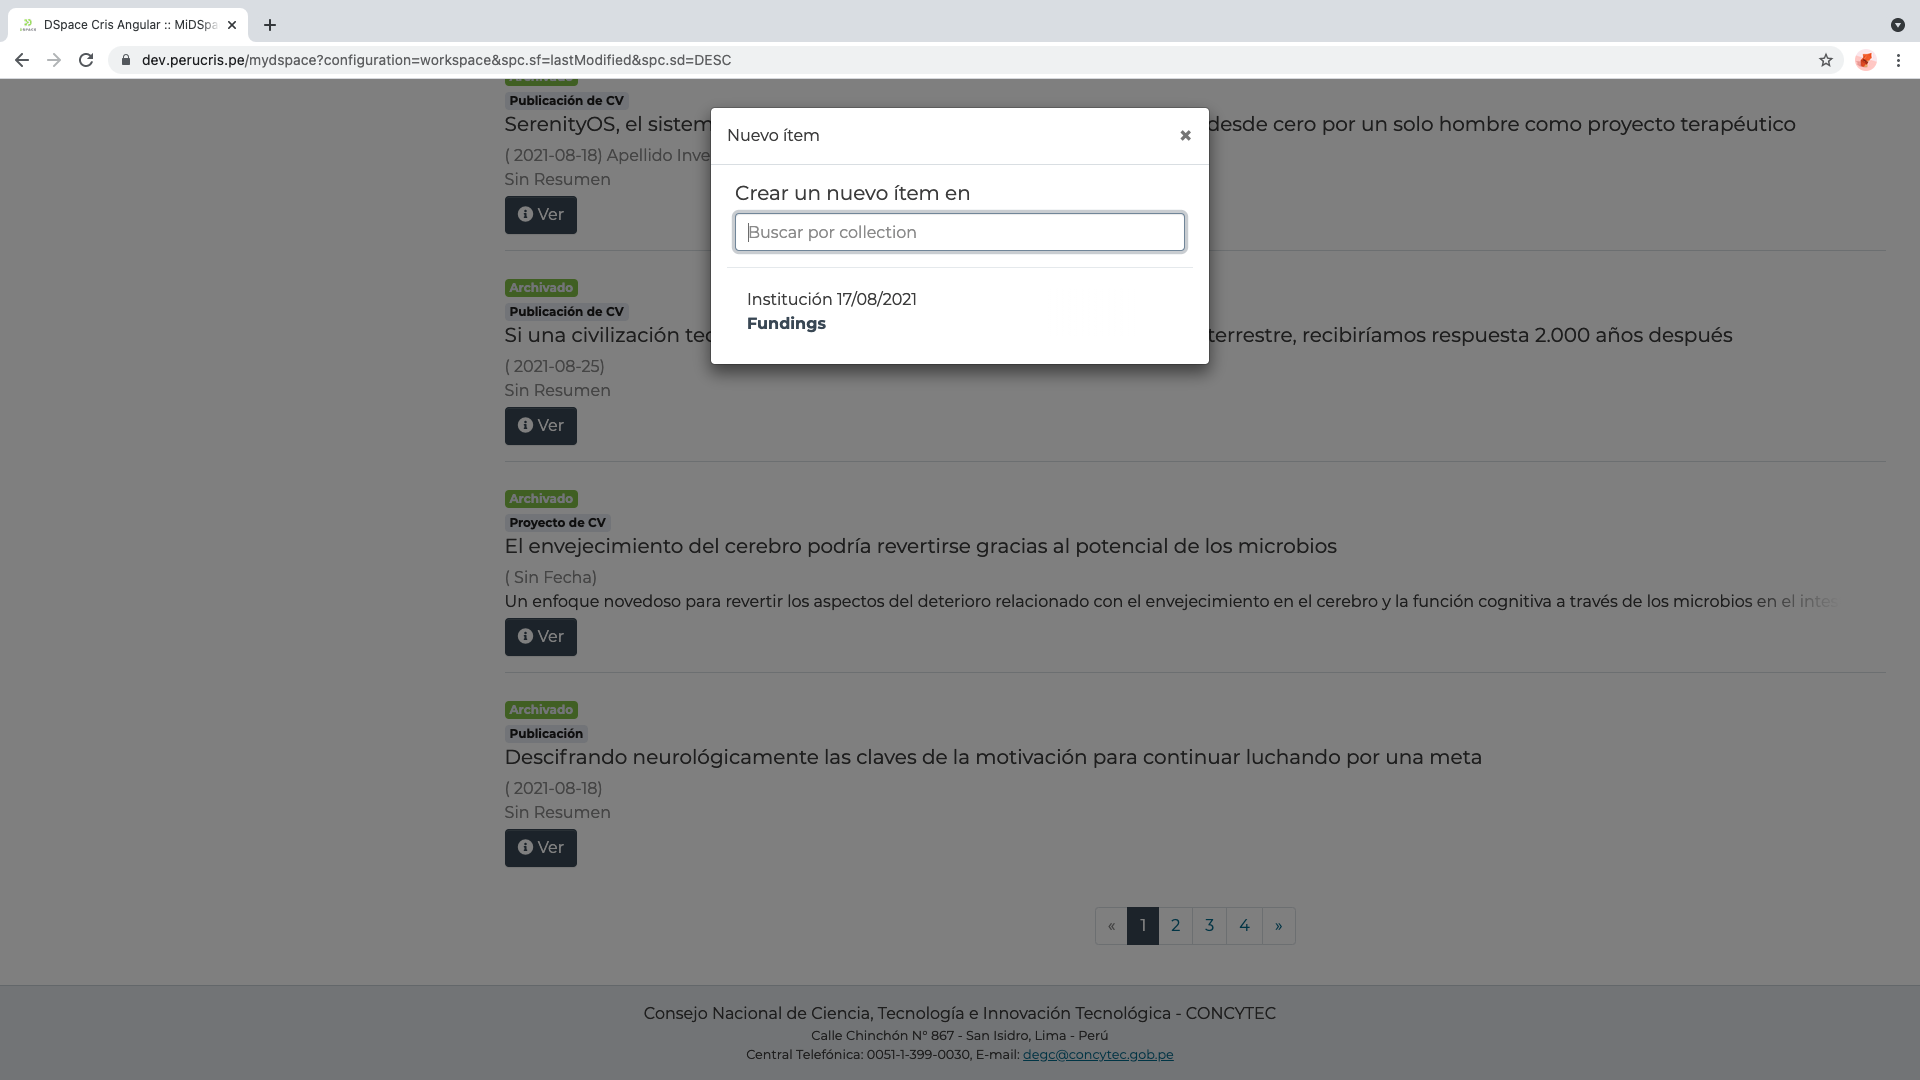 DSpace Cris Angular :: MiDSpa
dev.perucris.pe/mydspace?configuration=workspace&spc.sf=lastModified&spc.sd=DESC
Archivado
Publicación de CV
SerenityOS, el sistem desde cero por un solo hombre como proyecto terapéutico
( 2021-08-18) Apellido Inve
Sin Resumen
Ver
Nuevo ítem
Crear un nuevo ítem en
Buscar por collection
Institución 17/08/2021
Fundings
Archivado
Publicación de CV
Si una civilización tec terrestre, recibiríamos respuesta 2.000 años después
( 2021-08-25)
Sin Resumen
Ver
Archivado
Proyecto de CV
El envejecimiento del cerebro podría revertirse gracias al potencial de los microbios
( Sin Fecha)
Un enfoque novedoso para revertir los aspectos del deterioro relacionado con el envejecimiento en el cerebro y la función cognitiva a través de los microbios en el intes
Ver
Archivado
Publicación
Descifrando neurológicamente las claves de la motivación para continuar luchando por una meta
( 2021-08-18)
Sin Resumen
Ver
« 1 2 3 4 »
Consejo Nacional de Ciencia, Tecnología e Innovación Tecnológica - CONCYTEC
Calle Chinchón N° 867 - San Isidro, Lima - Perú
Central Telefónica: 0051-1-399-0030, E-mail: degc@concytec.gob.pe